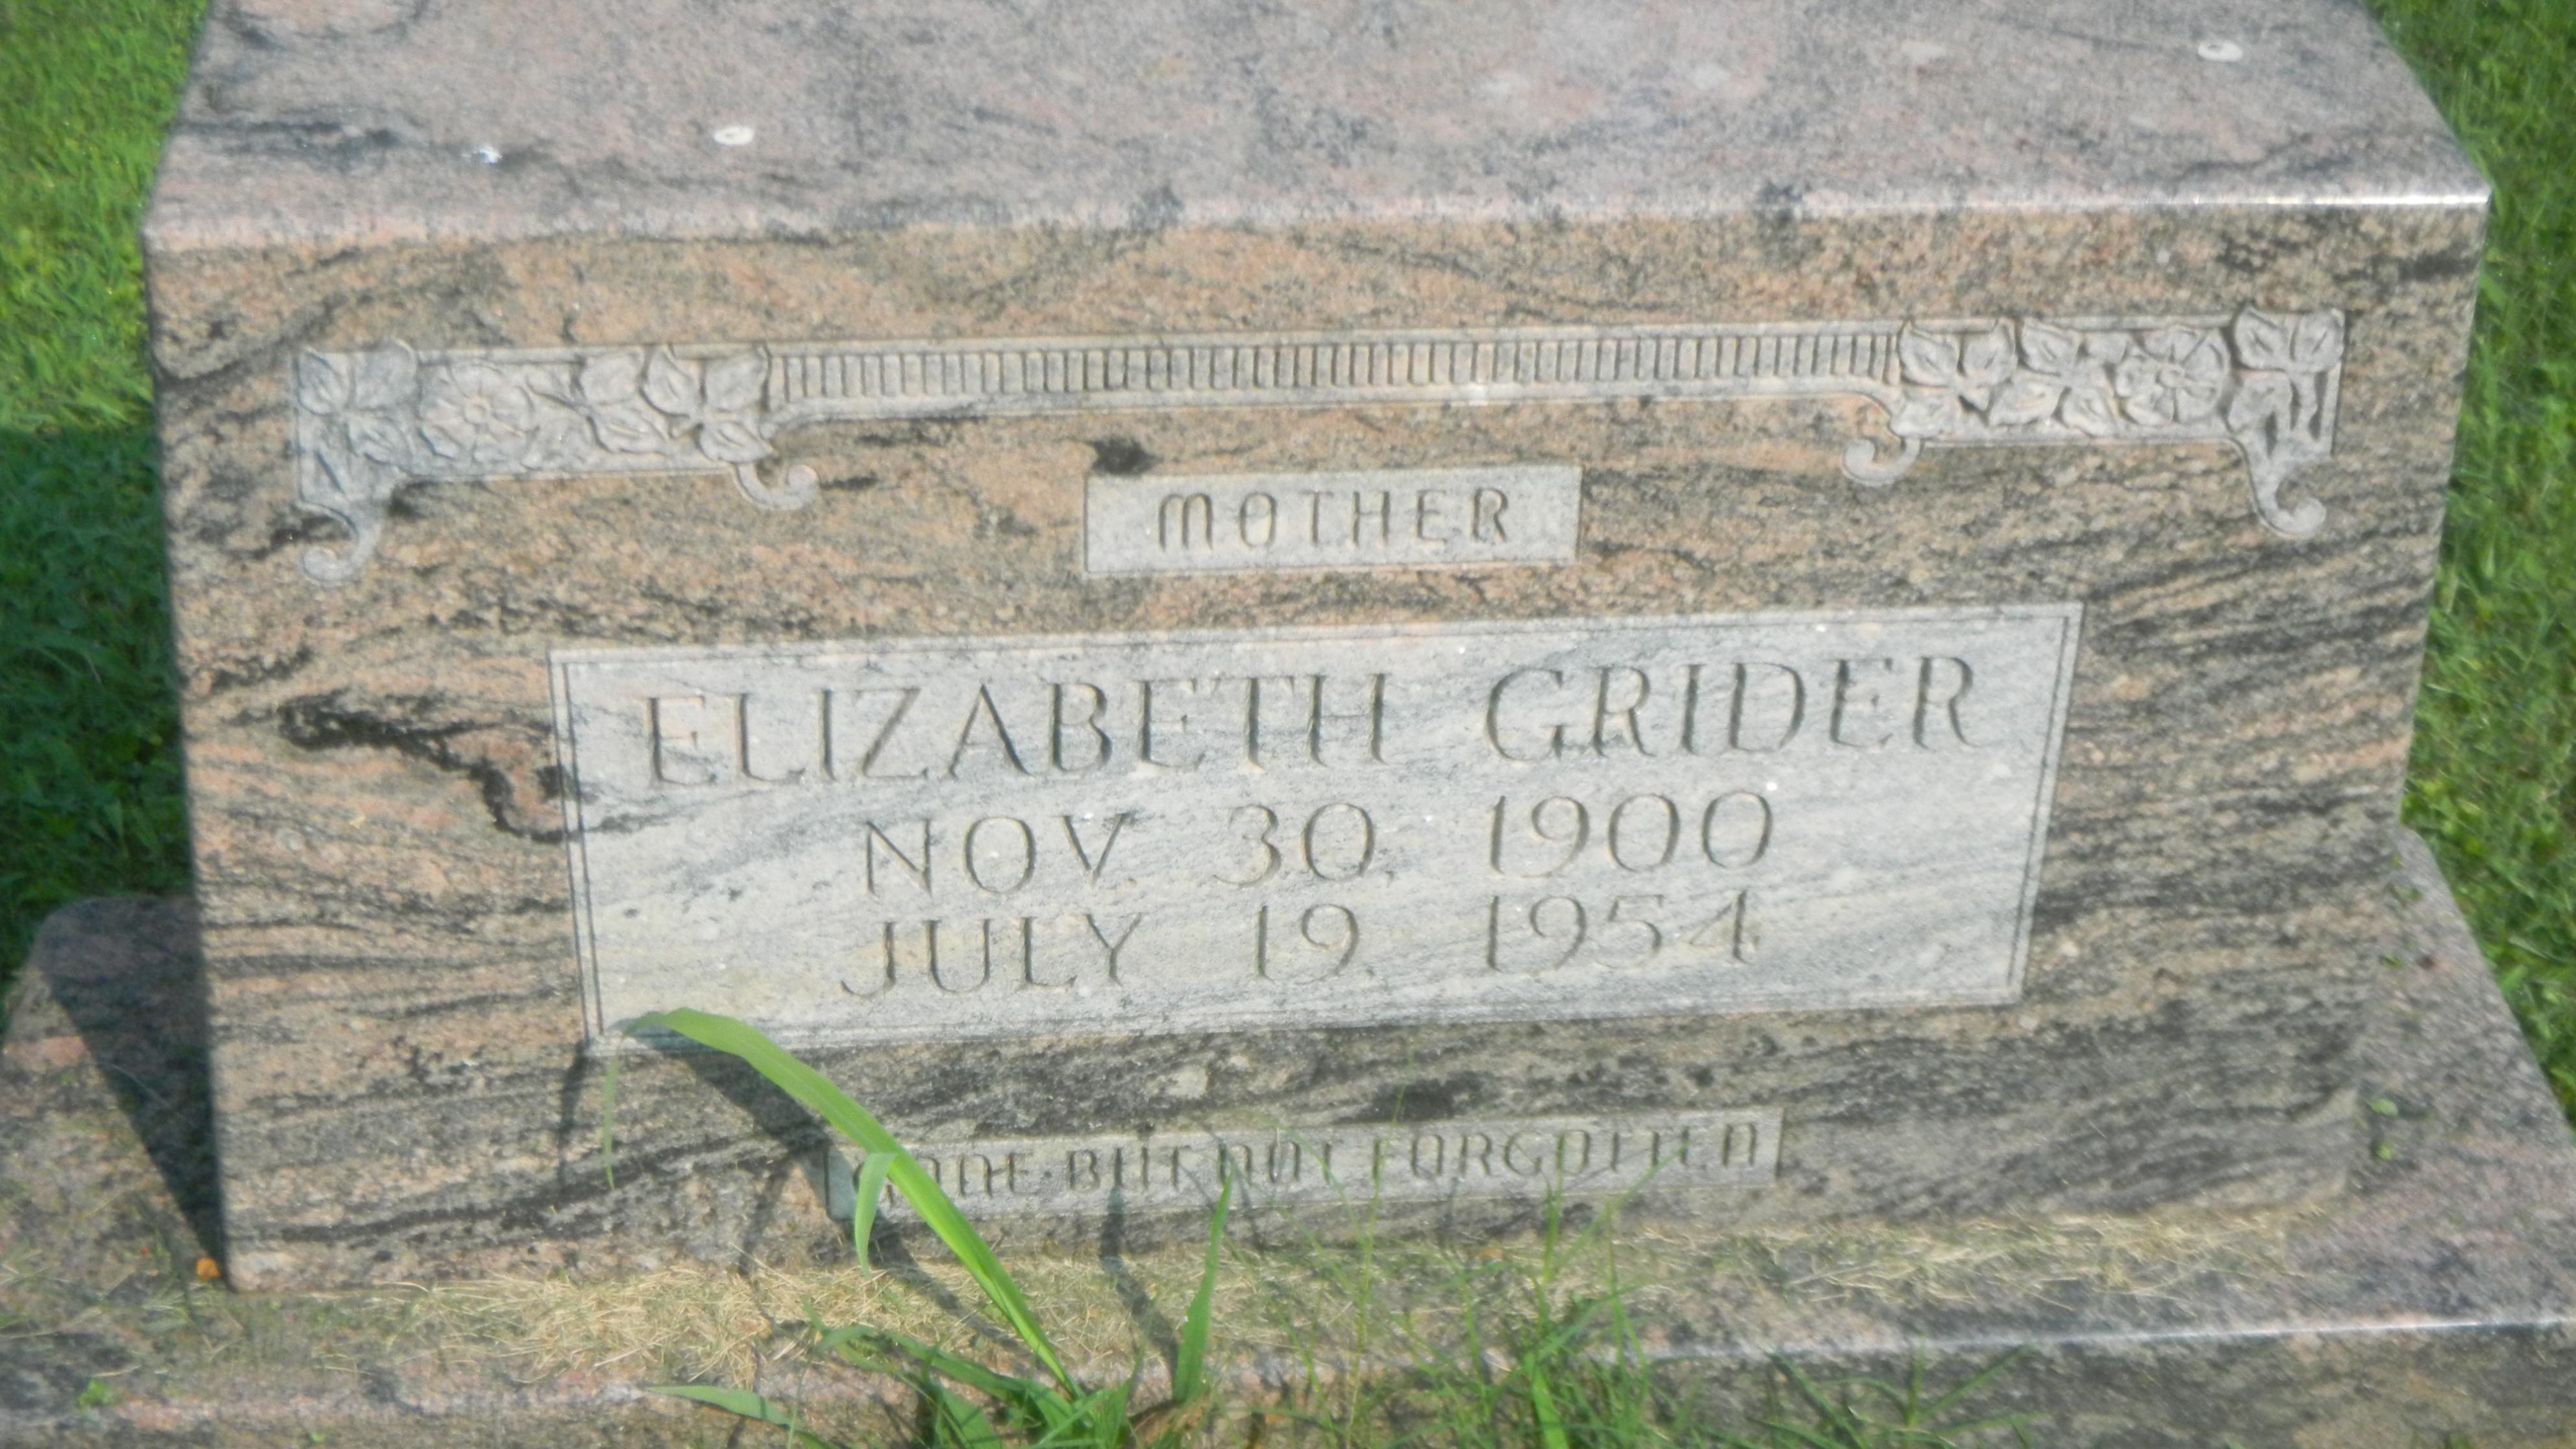 MOTHER
ELIZABETH GRIDER
NOV. 30, 1900
JULY 19, 1954
GONE · BUT NOT FORGOTTEN